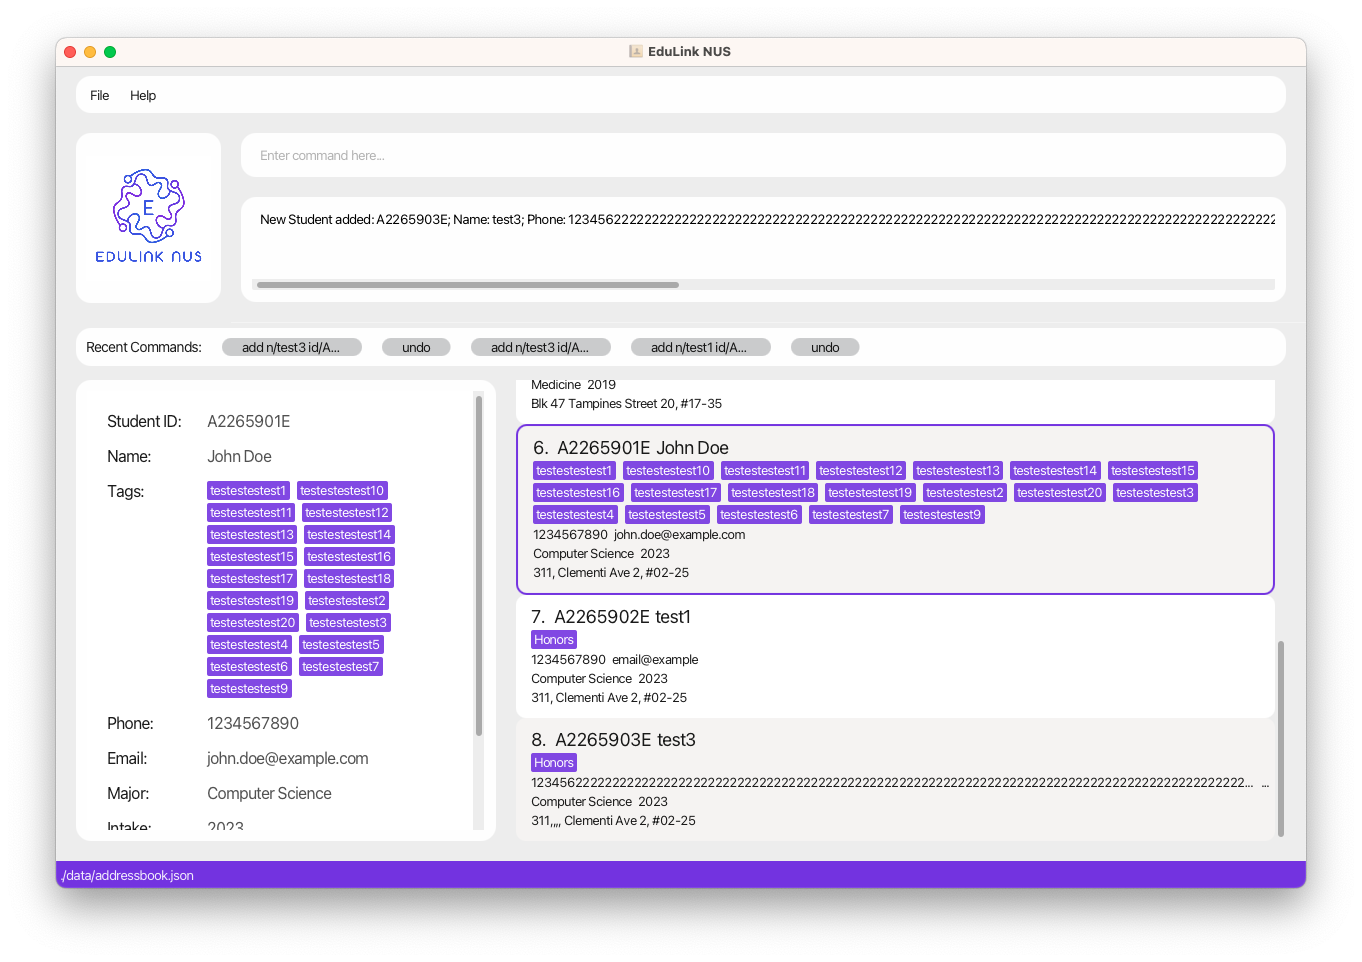 EduLink NUS
File Help
E
EDULINK NUS
Enter command here...
New Student added: A2265903E; Name: test3; Phone: 12345622222222222222222222222222222222222222222222222222222222222222222222222222222222222222
Recent Commands: add n/test3 id/A... undo add n/test3 id/A... add n/test1 id/A... undo
Student ID: A2265901E
Name: John Doe
Tags: testestestest1 testestestest10
testestestest11 testestestest12
testestestest13 testestestest14
testestestest15 testestestest16
testestestest17 testestestest18
testestestest19 testestestest2
testestestest20 testestestest3
testestestest4 testestestest5
testestestest6 testestestest7
testestestest9
Phone: 1234567890
Email: john.doe@example.com
Major: Computer Science
Intake: 2023
Medicine 2019
Blk 47 Tampines Street 20, #17-35
6. A2265901E John Doe
testestestest1 testestestest10 testestestest11 testestestest12 testestestest13 testestestest14 testestestest15
testestestest16 testestestest17 testestestest18 testestestest19 testestestest2 testestestest20 testestestest3
testestestest4 testestestest5 testestestest6 testestestest7 testestestest9
1234567890 john.doe@example.com
Computer Science 2023
311, Clementi Ave 2, #02-25
7. A2265902E test1
Honors
1234567890 email@example
Computer Science 2023
311, Clementi Ave 2, #02-25
8. A2265903E test3
Honors
12345622222222222222222222222222222222222222222222222222222222222222222222222222222222222222... ...
Computer Science 2023
311,,,, Clementi Ave 2, #02-25
./data/addressbook.json